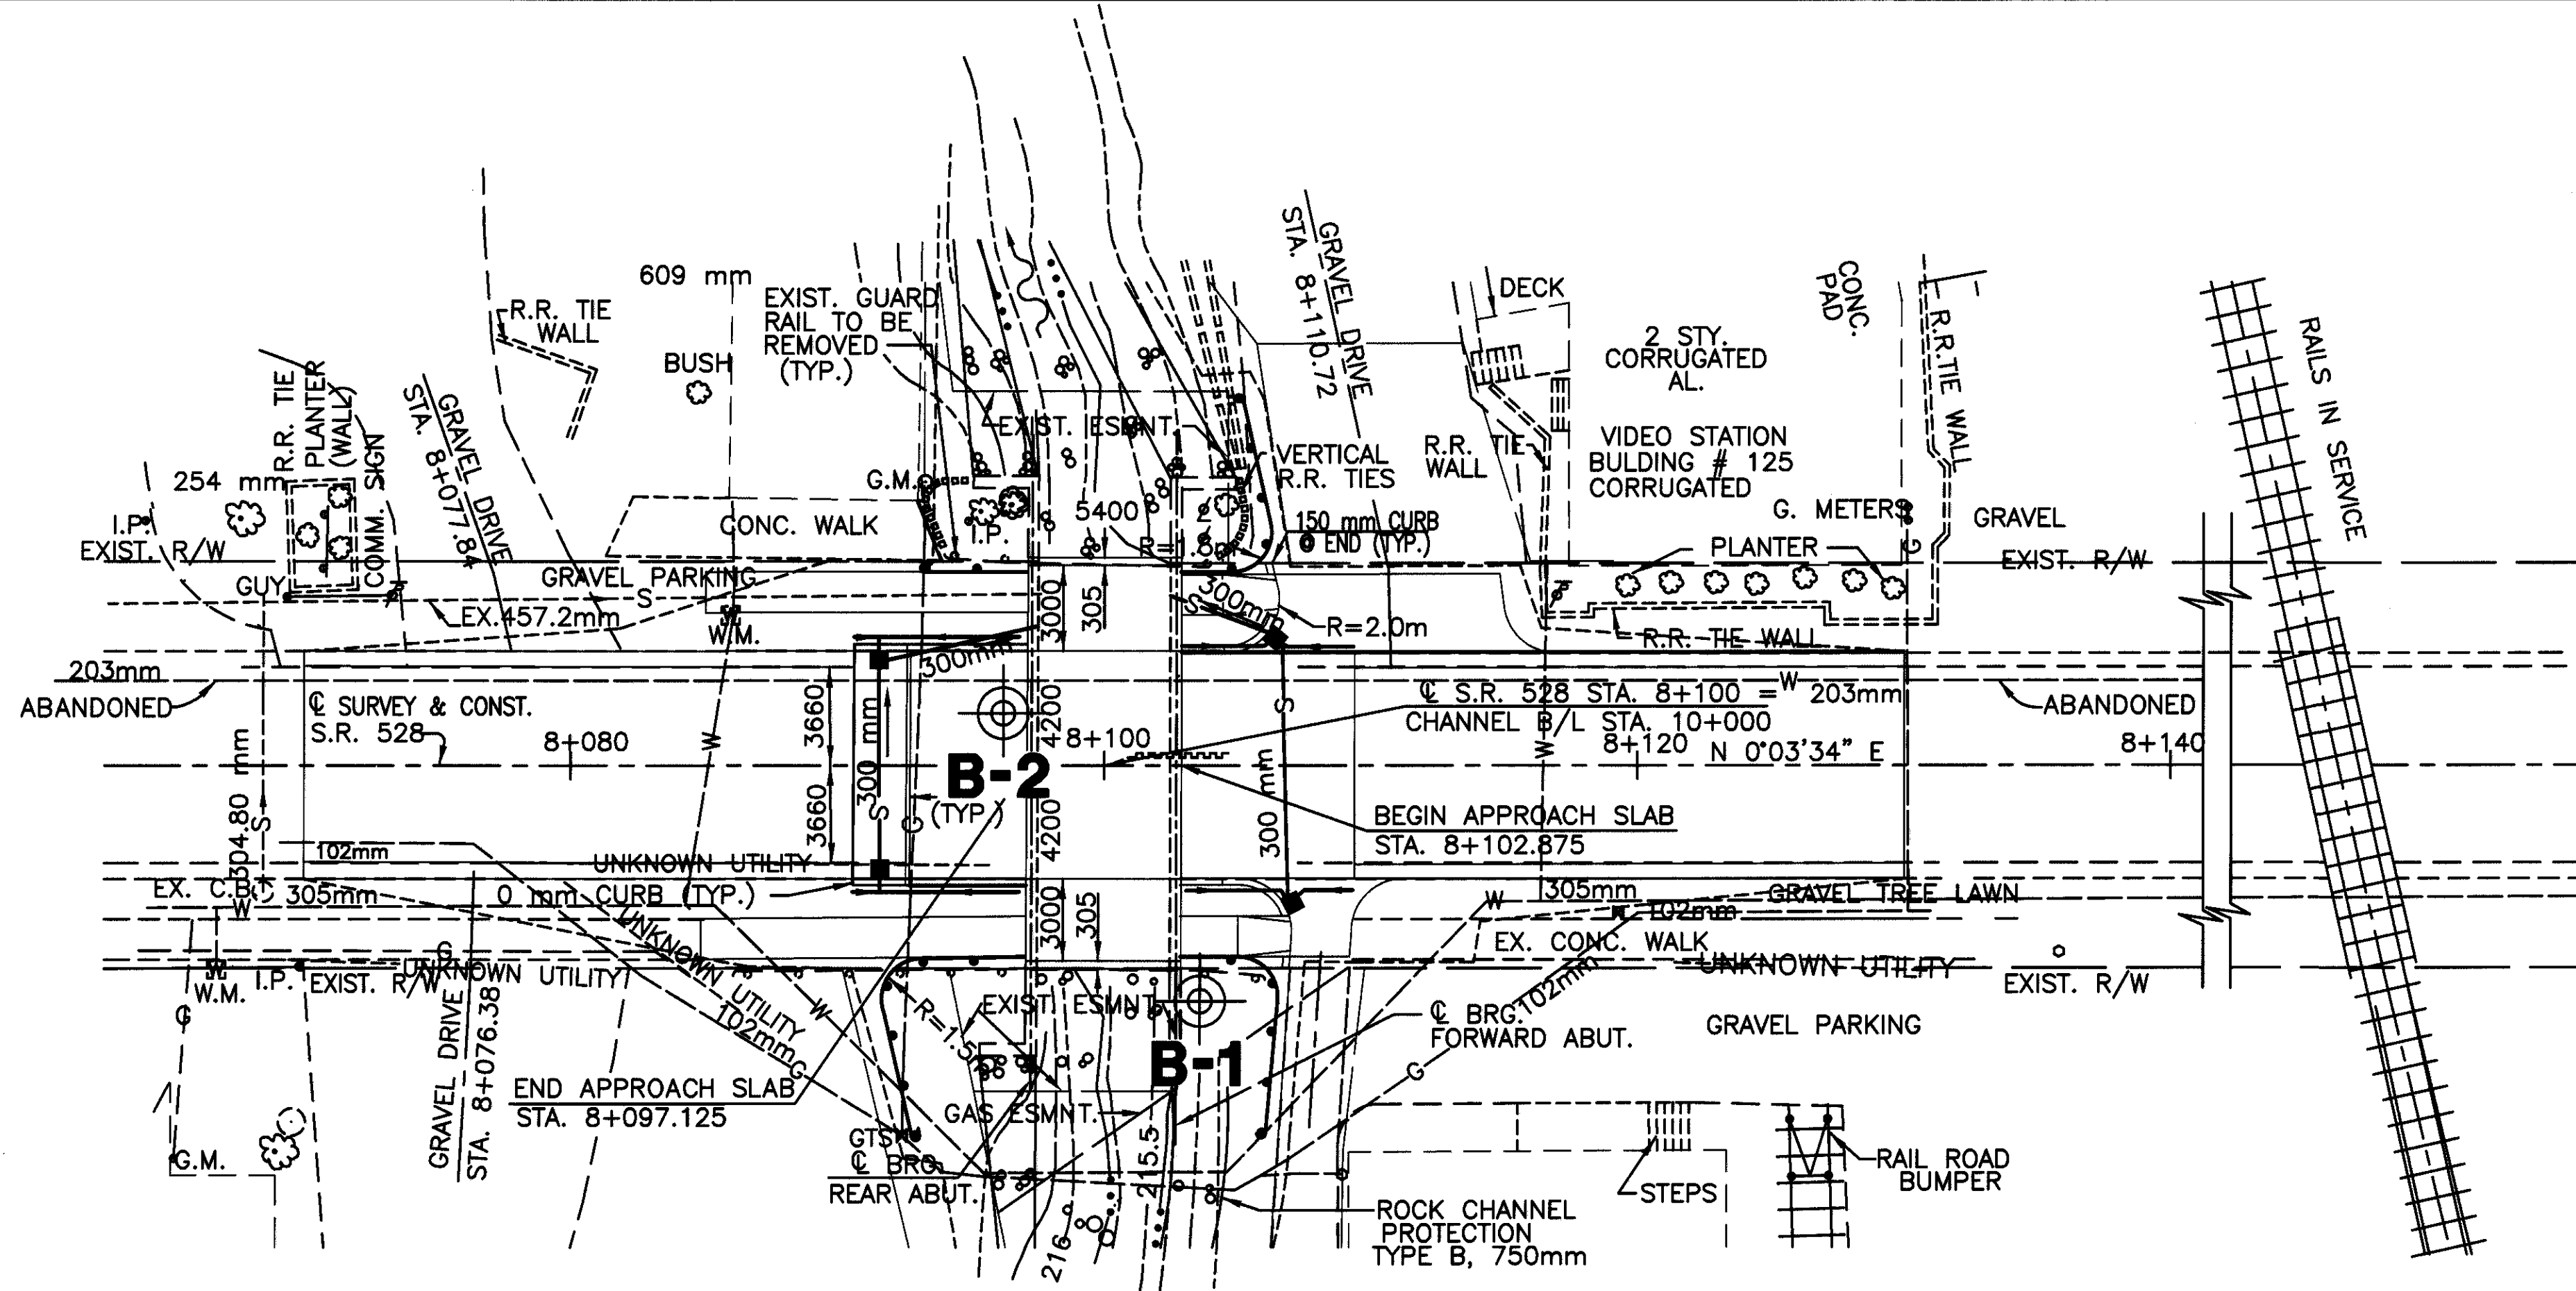 609 mm
R.R. TIE
WALL
EXIST. GUARD
RAIL TO BE
REMOVED
(TYP.)
BUSH
GRAVEL DRIVE
STA. 8+110.72
DECK
2 STY.
CORRUGATED
AL.
CONC.
PAD
R.R.TIE WALL
RAILS IN SERVICE
R.R. TIE
PLANTER
(WALL)
COMM. SIGN
GRAVEL DRIVE
STA. 8+077.84
254 mm
I.P.
EXIST. R/W
GUY
CONC. WALK
GRAVEL PARKING
S
EX.457.2mm
W.M.
G.M.
I.P.
EXIST. ESMNT.
5400
VERTICAL
R.R. TIES
150 mm CURB
@ END (TYP.)
R.R. TIE
WALL
VIDEO STATION
BULDING # 125
CORRUGATED
G. METERS
G
PLANTER
GRAVEL
EXIST. R/W
3000
305
S
300mm
R=2.0m
R.R. TIE WALL
203mm
ABANDONED
℄ SURVEY & CONST.
S.R. 528
8+080
W
3660
3660
300mm
300 mm
S
4200
4200
8+100
B-2
(TYP.)
G
S
300 mm
℄ S.R. 528 STA. 8+100 =
CHANNEL B/L STA. 10+000
W
203mm
8+120
N 0°03'34" E
W
ABANDONED
8+140
BEGIN APPROACH SLAB
STA. 8+102.875
304.80 mm
S
102mm
UNKNOWN UTILITY
EX. C.B.
305mm
0 mm CURB (TYP.)
W
W
305mm
GRAVEL TREE LAWN
102mm
EX. CONC. WALK
UNKNOWN UTILITY
EXIST. R/W
3000
305
W.M.
I.P.
EXIST. R/W
G
UNKNOWN UTILITY
UNKNOWN UTILITY
102mm
W
G
G
GRAVEL DRIVE
STA. 8+076.38
R=1.5m
EXIST. ESMNT.
B-1
℄ BRG.
FORWARD ABUT.
102mm
GRAVEL PARKING
G
END APPROACH SLAB
STA. 8+097.125
GAS ESMNT.
G.M.
℄ BRG.
REAR ABUT.
215.5
216
STEPS
RAIL ROAD
BUMPER
ROCK CHANNEL
PROTECTION
TYPE B, 750mm